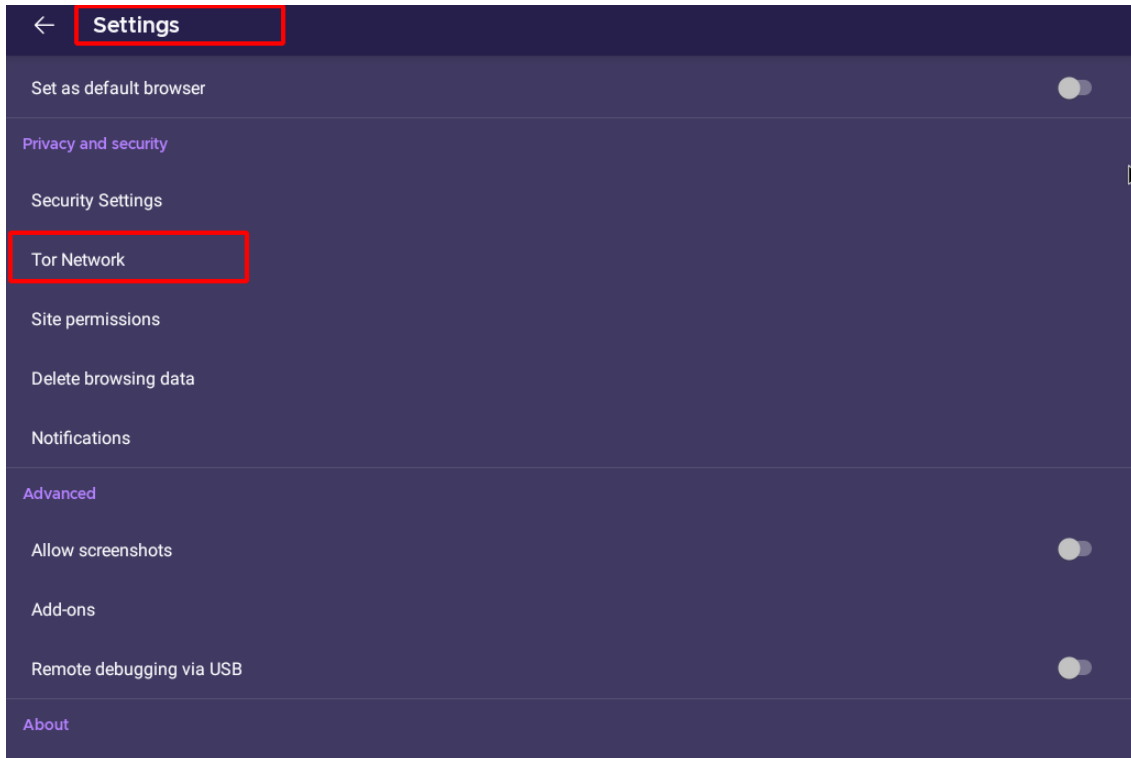 Settings
Set as default browser
Privacy and security
Security Settings
Tor Network
Site permissions
Delete browsing data
Notifications
Advanced
Allow screenshots
Add-ons
Remote debugging via USB
About